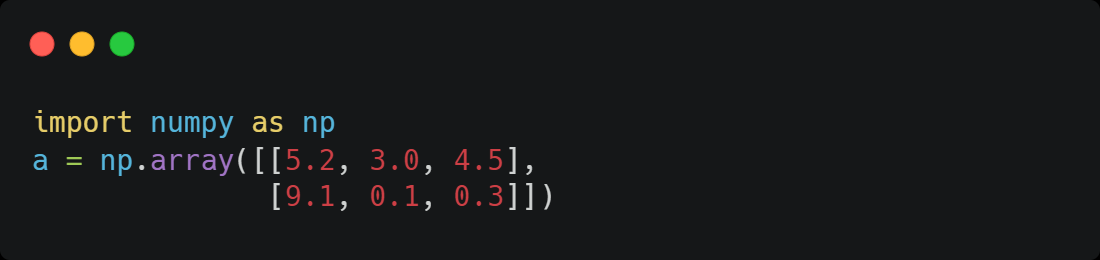 import numpy as np
a = np.array([[5.2, 3.0, 4.5],
              [9.1, 0.1, 0.3]])